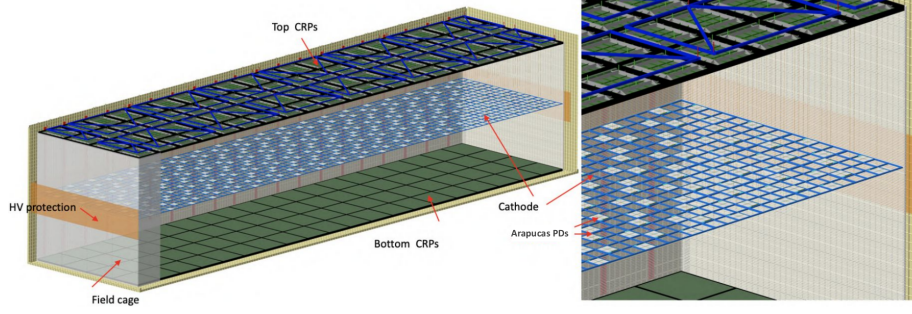 Top CRPs
HV protection
Cathode
Arapucas PDs
Bottom CRPs
Field cage